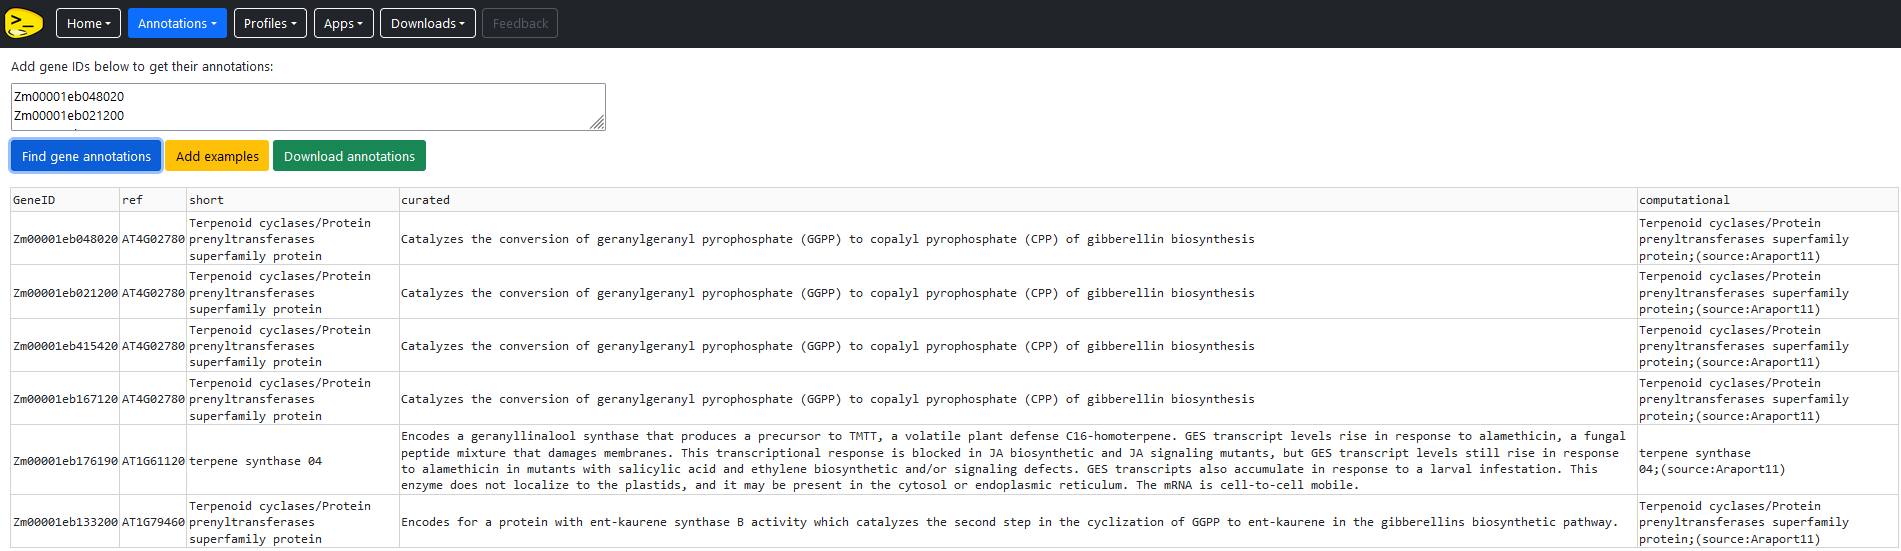 >_
Home
Annotations
Profiles
Apps
Downloads
Feedback
Add gene IDs below to get their annotations:
Zm00001eb048020
Zm00001eb021200
Find gene annotations
Add examples
Download annotations
GeneID ref short curated computational
Zm00001eb048020 AT4G02780
Terpenoid cyclases/Protein
prenyltransferases
superfamily protein
Catalyzes the conversion of geranylgeranyl pyrophosphate (GGPP) to copalyl pyrophosphate (CPP) of gibberellin biosynthesis
Terpenoid cyclases/Protein
prenyltransferases superfamily
protein;(source:Araport11)
Zm00001eb021200 AT4G02780
Terpenoid cyclases/Protein
prenyltransferases
superfamily protein
Catalyzes the conversion of geranylgeranyl pyrophosphate (GGPP) to copalyl pyrophosphate (CPP) of gibberellin biosynthesis
Terpenoid cyclases/Protein
prenyltransferases superfamily
protein;(source:Araport11)
Zm00001eb415420 AT4G02780
Terpenoid cyclases/Protein
prenyltransferases
superfamily protein
Catalyzes the conversion of geranylgeranyl pyrophosphate (GGPP) to copalyl pyrophosphate (CPP) of gibberellin biosynthesis
Terpenoid cyclases/Protein
prenyltransferases superfamily
protein;(source:Araport11)
Zm00001eb167120 AT4G02780
Terpenoid cyclases/Protein
prenyltransferases
superfamily protein
Catalyzes the conversion of geranylgeranyl pyrophosphate (GGPP) to copalyl pyrophosphate (CPP) of gibberellin biosynthesis
Terpenoid cyclases/Protein
prenyltransferases superfamily
protein;(source:Araport11)
Zm00001eb176190 AT1G61120
terpene synthase 04
Encodes a geranyllinalool synthase that produces a precursor to TMTT, a volatile plant defense C16-homoterpene. GES transcript levels rise in response to alamethicin, a fungal
peptide mixture that damages membranes. This transcriptional response is blocked in JA biosynthetic and JA signaling mutants, but GES transcript levels still rise in response
to alamethicin in mutants with salicylic acid and ethylene biosynthetic and/or signaling defects. GES transcripts also accumulate in response to a larval infestation. This
enzyme does not localize to the plastids, and it may be present in the cytosol or endoplasmic reticulum. The mRNA is cell-to-cell mobile.
terpene synthase
04;(source:Araport11)
Zm00001eb133200 AT1G79460
Terpenoid cyclases/Protein
prenyltransferases
superfamily protein
Encodes for a protein with ent-kaurene synthase B activity which catalyzes the second step in the cyclization of GGPP to ent-kaurene in the gibberellins biosynthetic pathway.
Terpenoid cyclases/Protein
prenyltransferases superfamily
protein;(source:Araport11)